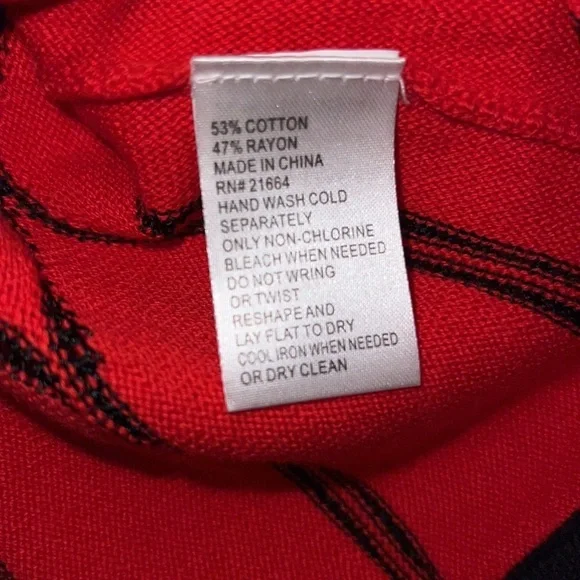 53% COTTON
47% RAYON
MADE IN CHINA
RN# 21664
HAND WASH COLD
SEPARATELY
ONLY NON-CHLORINE
BLEACH WHEN NEEDED
DO NOT WRING
OR TWIST
RESHAPE AND
LAY FLAT TO DRY
COOL IRON WHEN NEEDED
OR DRY CLEAN